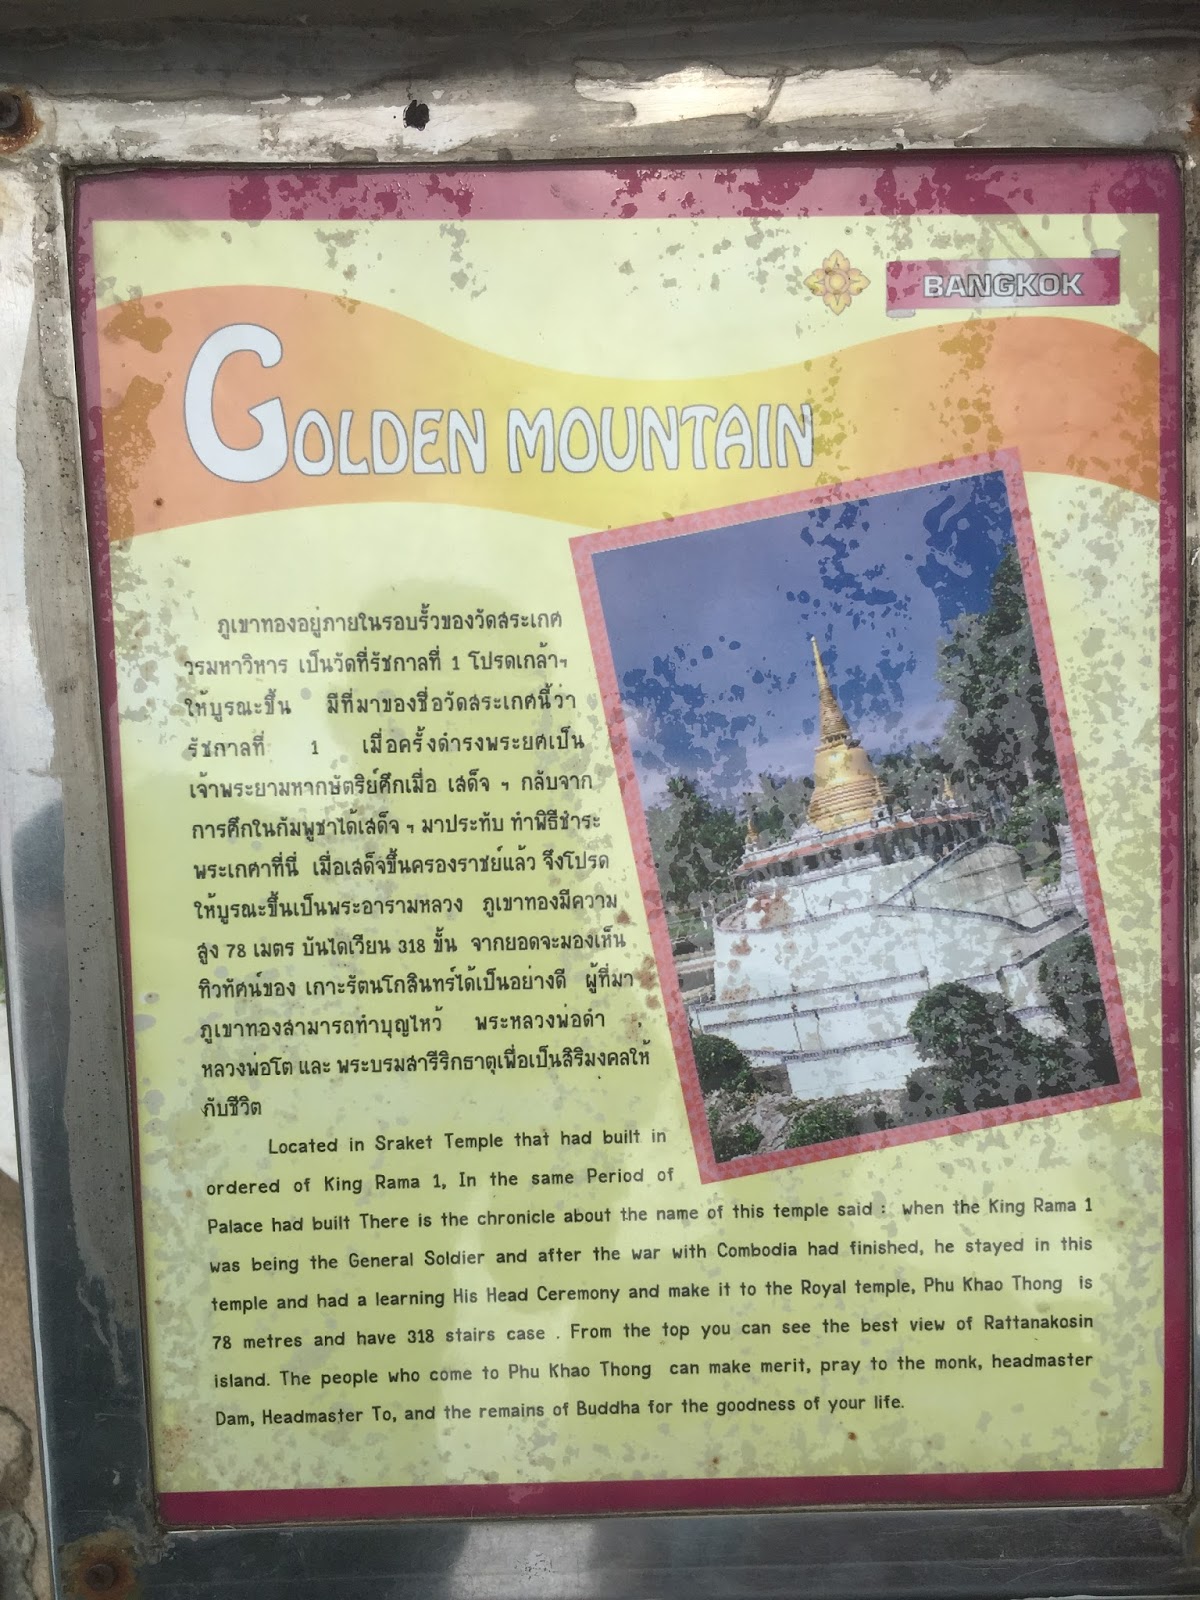 BANGKOK
GOLDEN MOUNTAIN
ภูเขาทองอยู่ภายในรอบรั้วของวัดสระเกศ
วรมหาวิหาร เป็นวัดที่รัชกาลที่ 1 โปรดเกล้าฯ
ให้บูรณะขึ้น มีที่มาของชื่อวัดสระเกศนี้ว่า
รัชกาลที่ 1 เมื่อครั้งดำรงพระยศเป็น
เจ้าพระยามหากษัตริย์ศึกเมื่อ เสด็จ ฯ กลับจาก
การศึกในกัมพูชาได้เสด็จ ฯ มาประทับ ทำพิธีชำระ
พระเกศาที่นี่ เมื่อเสด็จขึ้นครองราชย์แล้ว จึงโปรด
ให้บูรณะขึ้นเป็นพระอารามหลวง ภูเขาทองมีความ
สูง 78 เมตร บันไดเวียน 318 ขั้น จากยอดจะมองเห็น
ทิวทัศน์ของ เกาะรัตนโกสินทร์ได้เป็นอย่างดี ผู้ที่มา
ภูเขาทองสามารถทำบุญไหว้ พระหลวงพ่อดำ ,
หลวงพ่อโต และ พระบรมสารีริกธาตุเพื่อเป็นสิริมงคลให้
กับชีวิต
Located in Sraket Temple that had built in
ordered of King Rama 1, In the same Period of
Palace had built There is the chronicle about the name of this temple said : when the King Rama 1
was being the General Soldier and after the war with Combodia had finished, he stayed in this
temple and had a learning His Head Ceremony and make it to the Royal temple, Phu Khao Thong is
78 metres and have 318 stairs case . From the top you can see the best view of Rattanakosin
island. The people who come to Phu Khao Thong can make merit, pray to the monk, headmaster
Dam, Headmaster To, and the remains of Buddha for the goodness of your life.